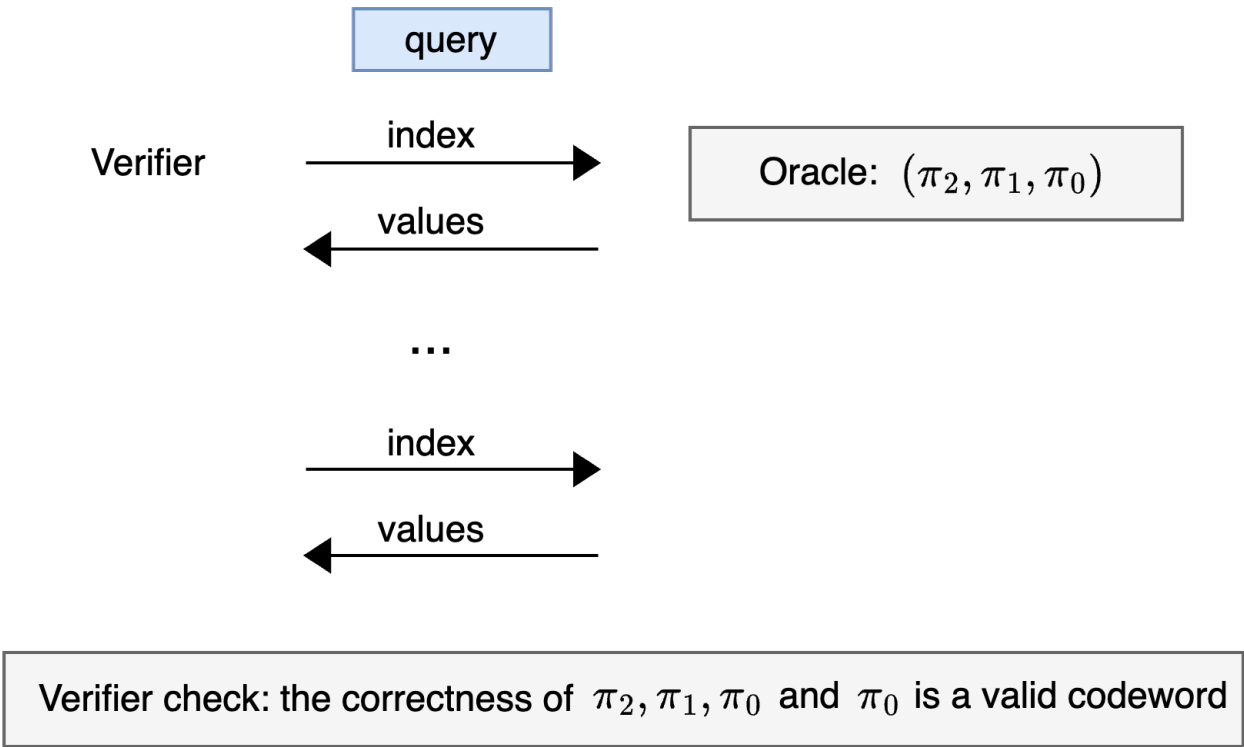 query
index
Verifier
Oracle: (π₂, π₁, π₀)
values
...
index
values
Verifier check: the correctness of π₂, π₁, π₀ and π₀ is a valid codeword